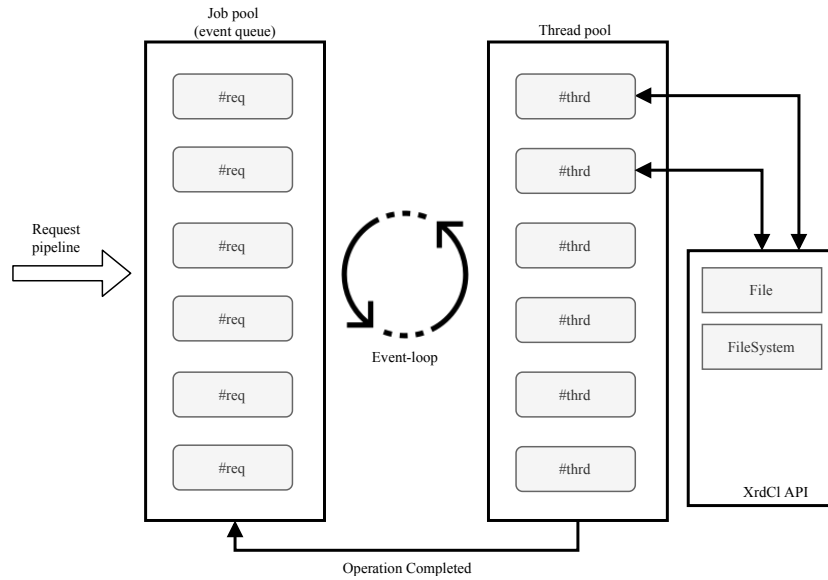 Job pool
(event queue)
Thread pool
#req
#req
#req
#req
#req
#req
#thrd
#thrd
#thrd
#thrd
#thrd
#thrd
Request
pipeline
Event-loop
File
FileSystem
XrdCl API
Operation Completed